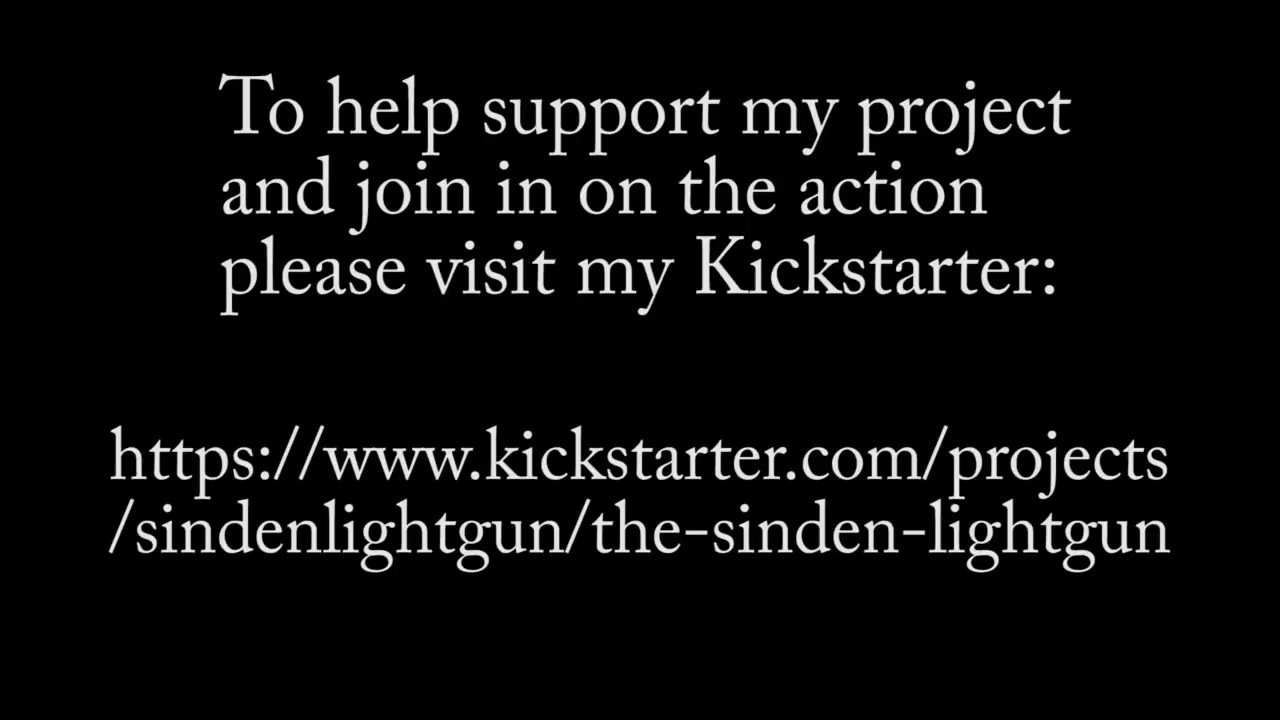 To help support my project
and join in on the action
please visit my Kickstarter:
https://www.kickstarter.com/projects
/sindenlightgun/the-sinden-lightgun